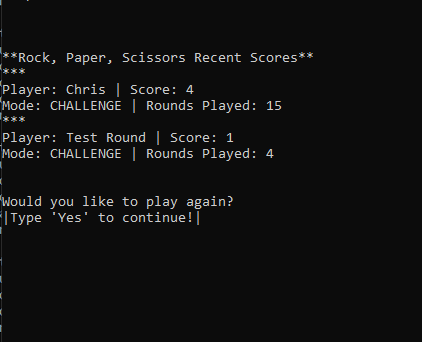 **Rock, Paper, Scissors Recent Scores**
***
Player: Chris | Score: 4
Mode: CHALLENGE | Rounds Played: 15
***
Player: Test Round | Score: 1
Mode: CHALLENGE | Rounds Played: 4
Would you like to play again?
|Type 'Yes' to continue!|